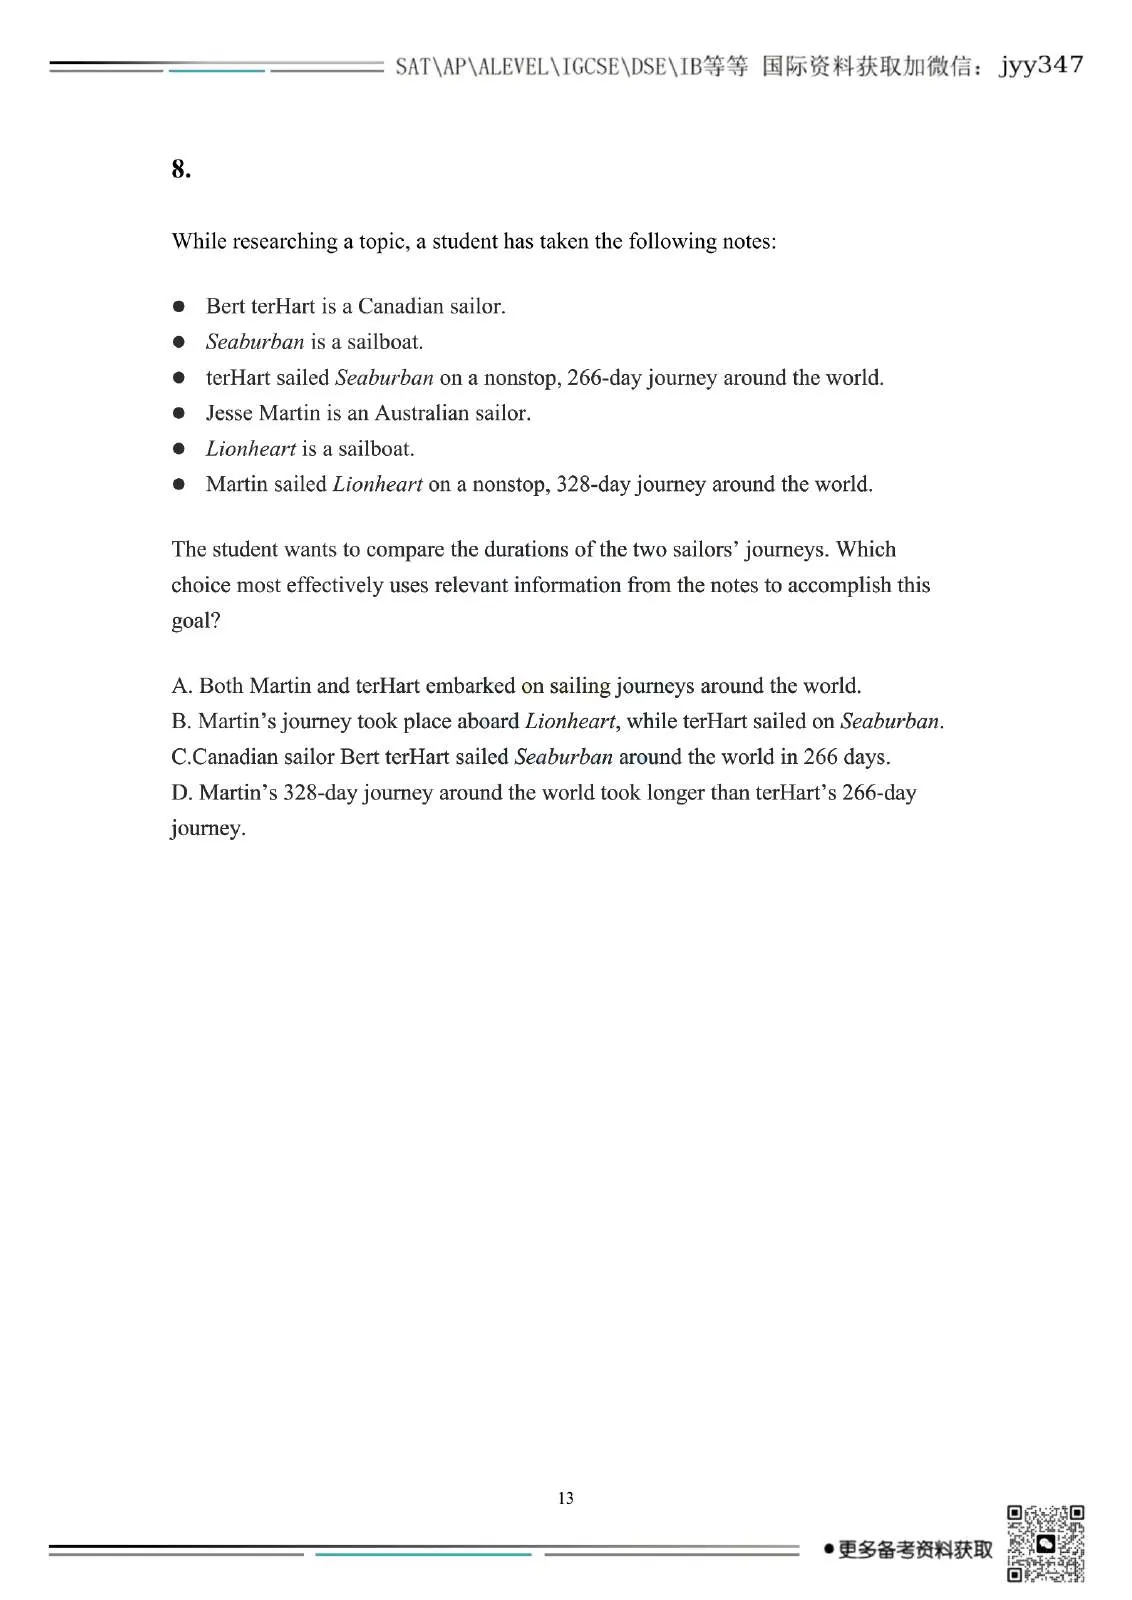 SAT\AP\ALEVEL\IGCSE\DSE\IB等等 国际资料获取加微信：jyy347
8.
While researching a topic, a student has taken the following notes:
● Bert terHart is a Canadian sailor.
● Seaburban is a sailboat.
● terHart sailed Seaburban on a nonstop, 266-day journey around the world.
● Jesse Martin is an Australian sailor.
● Lionheart is a sailboat.
● Martin sailed Lionheart on a nonstop, 328-day journey around the world.
The student wants to compare the durations of the two sailors’ journeys. Which
choice most effectively uses relevant information from the notes to accomplish this
goal?
A. Both Martin and terHart embarked on sailing journeys around the world.
B. Martin’s journey took place aboard Lionheart, while terHart sailed on Seaburban.
C.Canadian sailor Bert terHart sailed Seaburban around the world in 266 days.
D. Martin’s 328-day journey around the world took longer than terHart’s 266-day
journey.
13
●更多备考资料获取